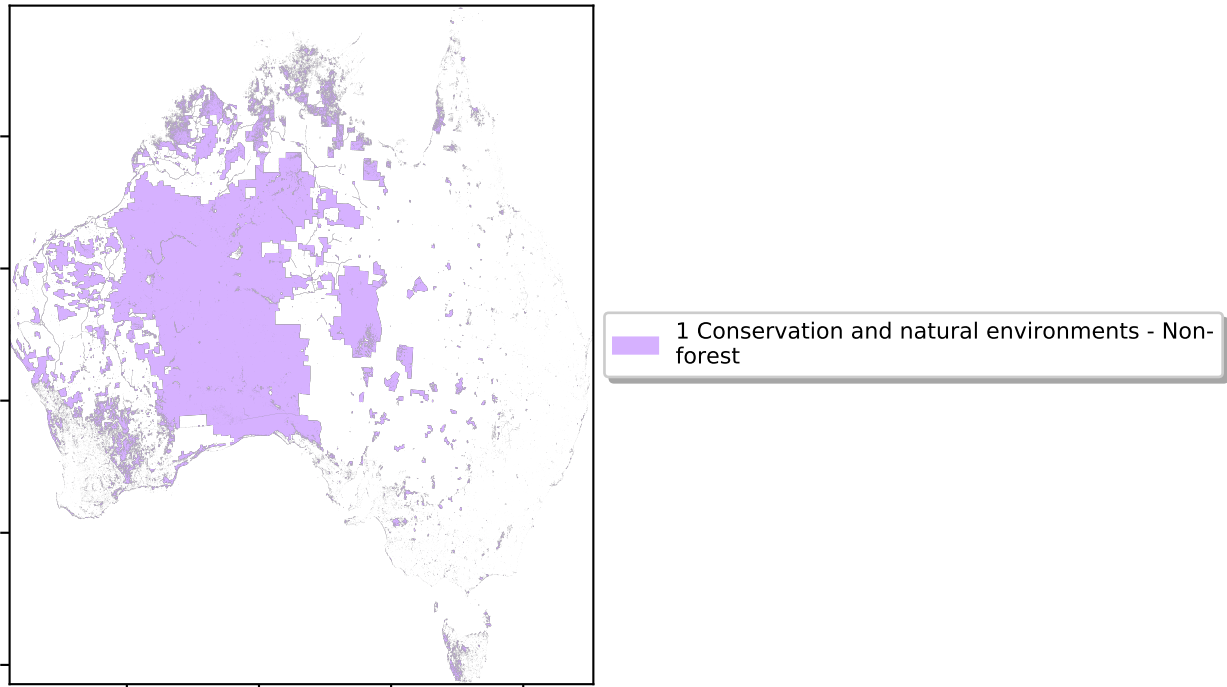 1 Conservation and natural environments - Non-
forest